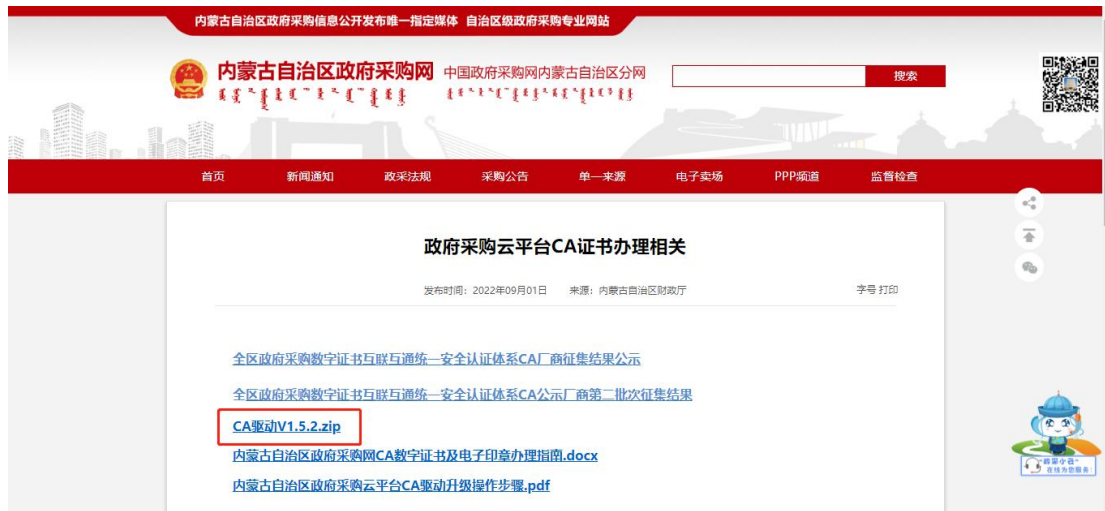 内蒙古自治区政府采购信息公开发布唯一指定媒体 自治区级政府采购专业网站
内蒙古自治区政府采购网 中国政府采购网内蒙古自治区分网
搜索
首页 新闻通知 政采法规 采购公告 单一来源 电子卖场 PPP频道 监督检查
政府采购云平台CA证书办理相关
发布时间：2022年09月01日 来源：内蒙古自治区财政厅 字号 打印
全区政府采购数字证书互联互通统一安全认证体系CA厂商征集结果公示
全区政府采购数字证书互联互通统一安全认证体系CA公示厂商第二批次征集结果
CA驱动V1.5.2.zip
内蒙古自治区政府采购网CA数字证书及电子印章办理指南.docx
内蒙古自治区政府采购云平台CA驱动升级操作步骤.pdf
在线为您服务!